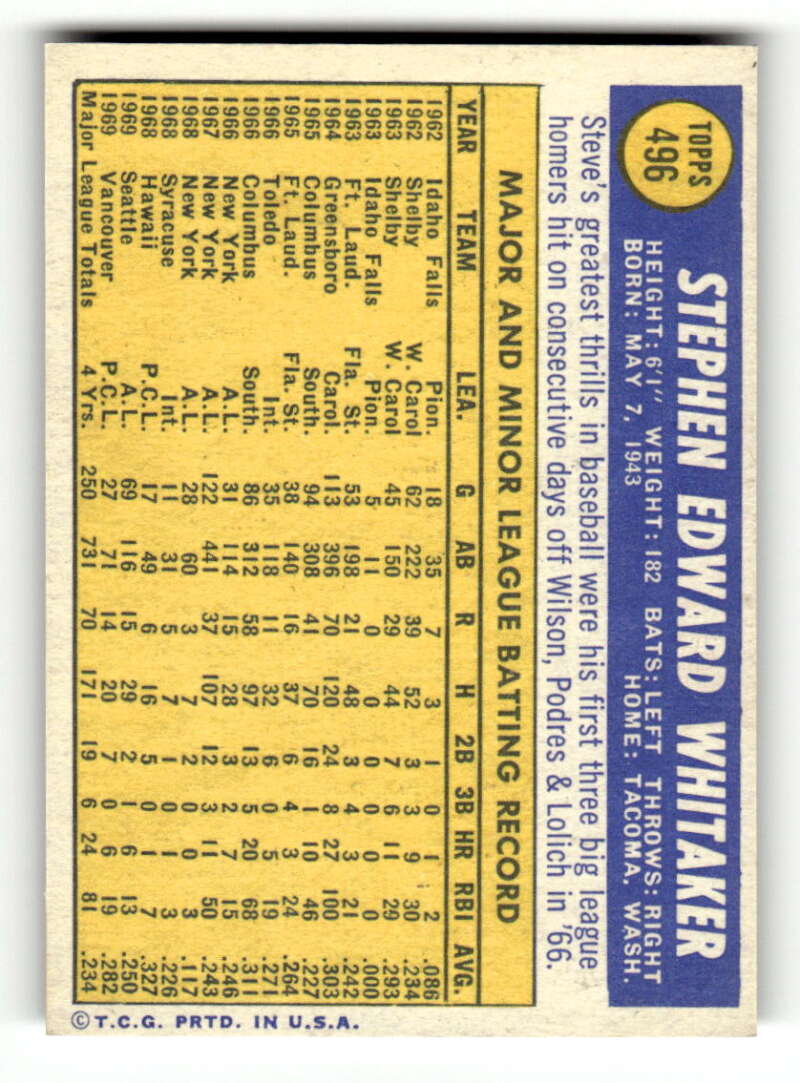 TOPPS
496
STEPHEN EDWARD WHITAKER
HEIGHT: 6'1" WEIGHT: 182 BATS: LEFT THROWS: RIGHT
BORN: MAY 7, 1943 HOME: TACOMA, WASH.
Steve's greatest thrills in baseball were his first three big league
homers hit on consecutive days off Wilson, Podres & Lolich in '66.
MAJOR AND MINOR LEAGUE BATTING RECORD
YEAR TEAM LEA. G AB R H 2B 3B HR RBI AVG.
1962 Idaho Falls Pion. 18 35 7 3 1 0 1 2 .086
1962 Shelby W. Carol 62 222 39 52 3 3 9 30 .234
1963 Shelby W. Carol 45 150 29 44 7 6 11 29 .293
1963 Idaho Falls Pion. 5 11 0 0 0 0 0 0 .000
1963 Ft. Laud. Fla. St. 53 198 21 48 3 4 3 21 .242
1964 Greensboro Carol. 113 396 70 120 24 8 27 100 .303
1965 Columbus South. 94 308 41 70 16 1 10 46 .227
1965 Ft. Laud. Fla. St. 38 140 16 37 6 4 3 24 .264
1966 Toledo Int. 35 118 11 32 6 0 5 19 .271
1966 Columbus South. 86 312 58 97 13 5 20 68 .311
1966 New York A.L. 31 114 15 28 3 2 7 15 .246
1967 New York A.L. 122 441 37 107 12 3 11 50 .243
1968 New York A.L. 28 60 3 7 2 0 0 3 .117
1968 Syracuse Int. 11 31 5 7 1 0 1 3 .226
1968 Hawaii P.C.L. 17 49 6 16 5 0 1 7 .327
1969 Seattle A.L. 69 116 15 29 2 1 6 13 .250
1969 Vancouver P.C.L. 27 71 14 20 7 2 0 19 .282
Major League Totals 4 Yrs. 250 731 70 171 19 6 24 81 .234
© T.C.G. PRTD. IN U.S.A.